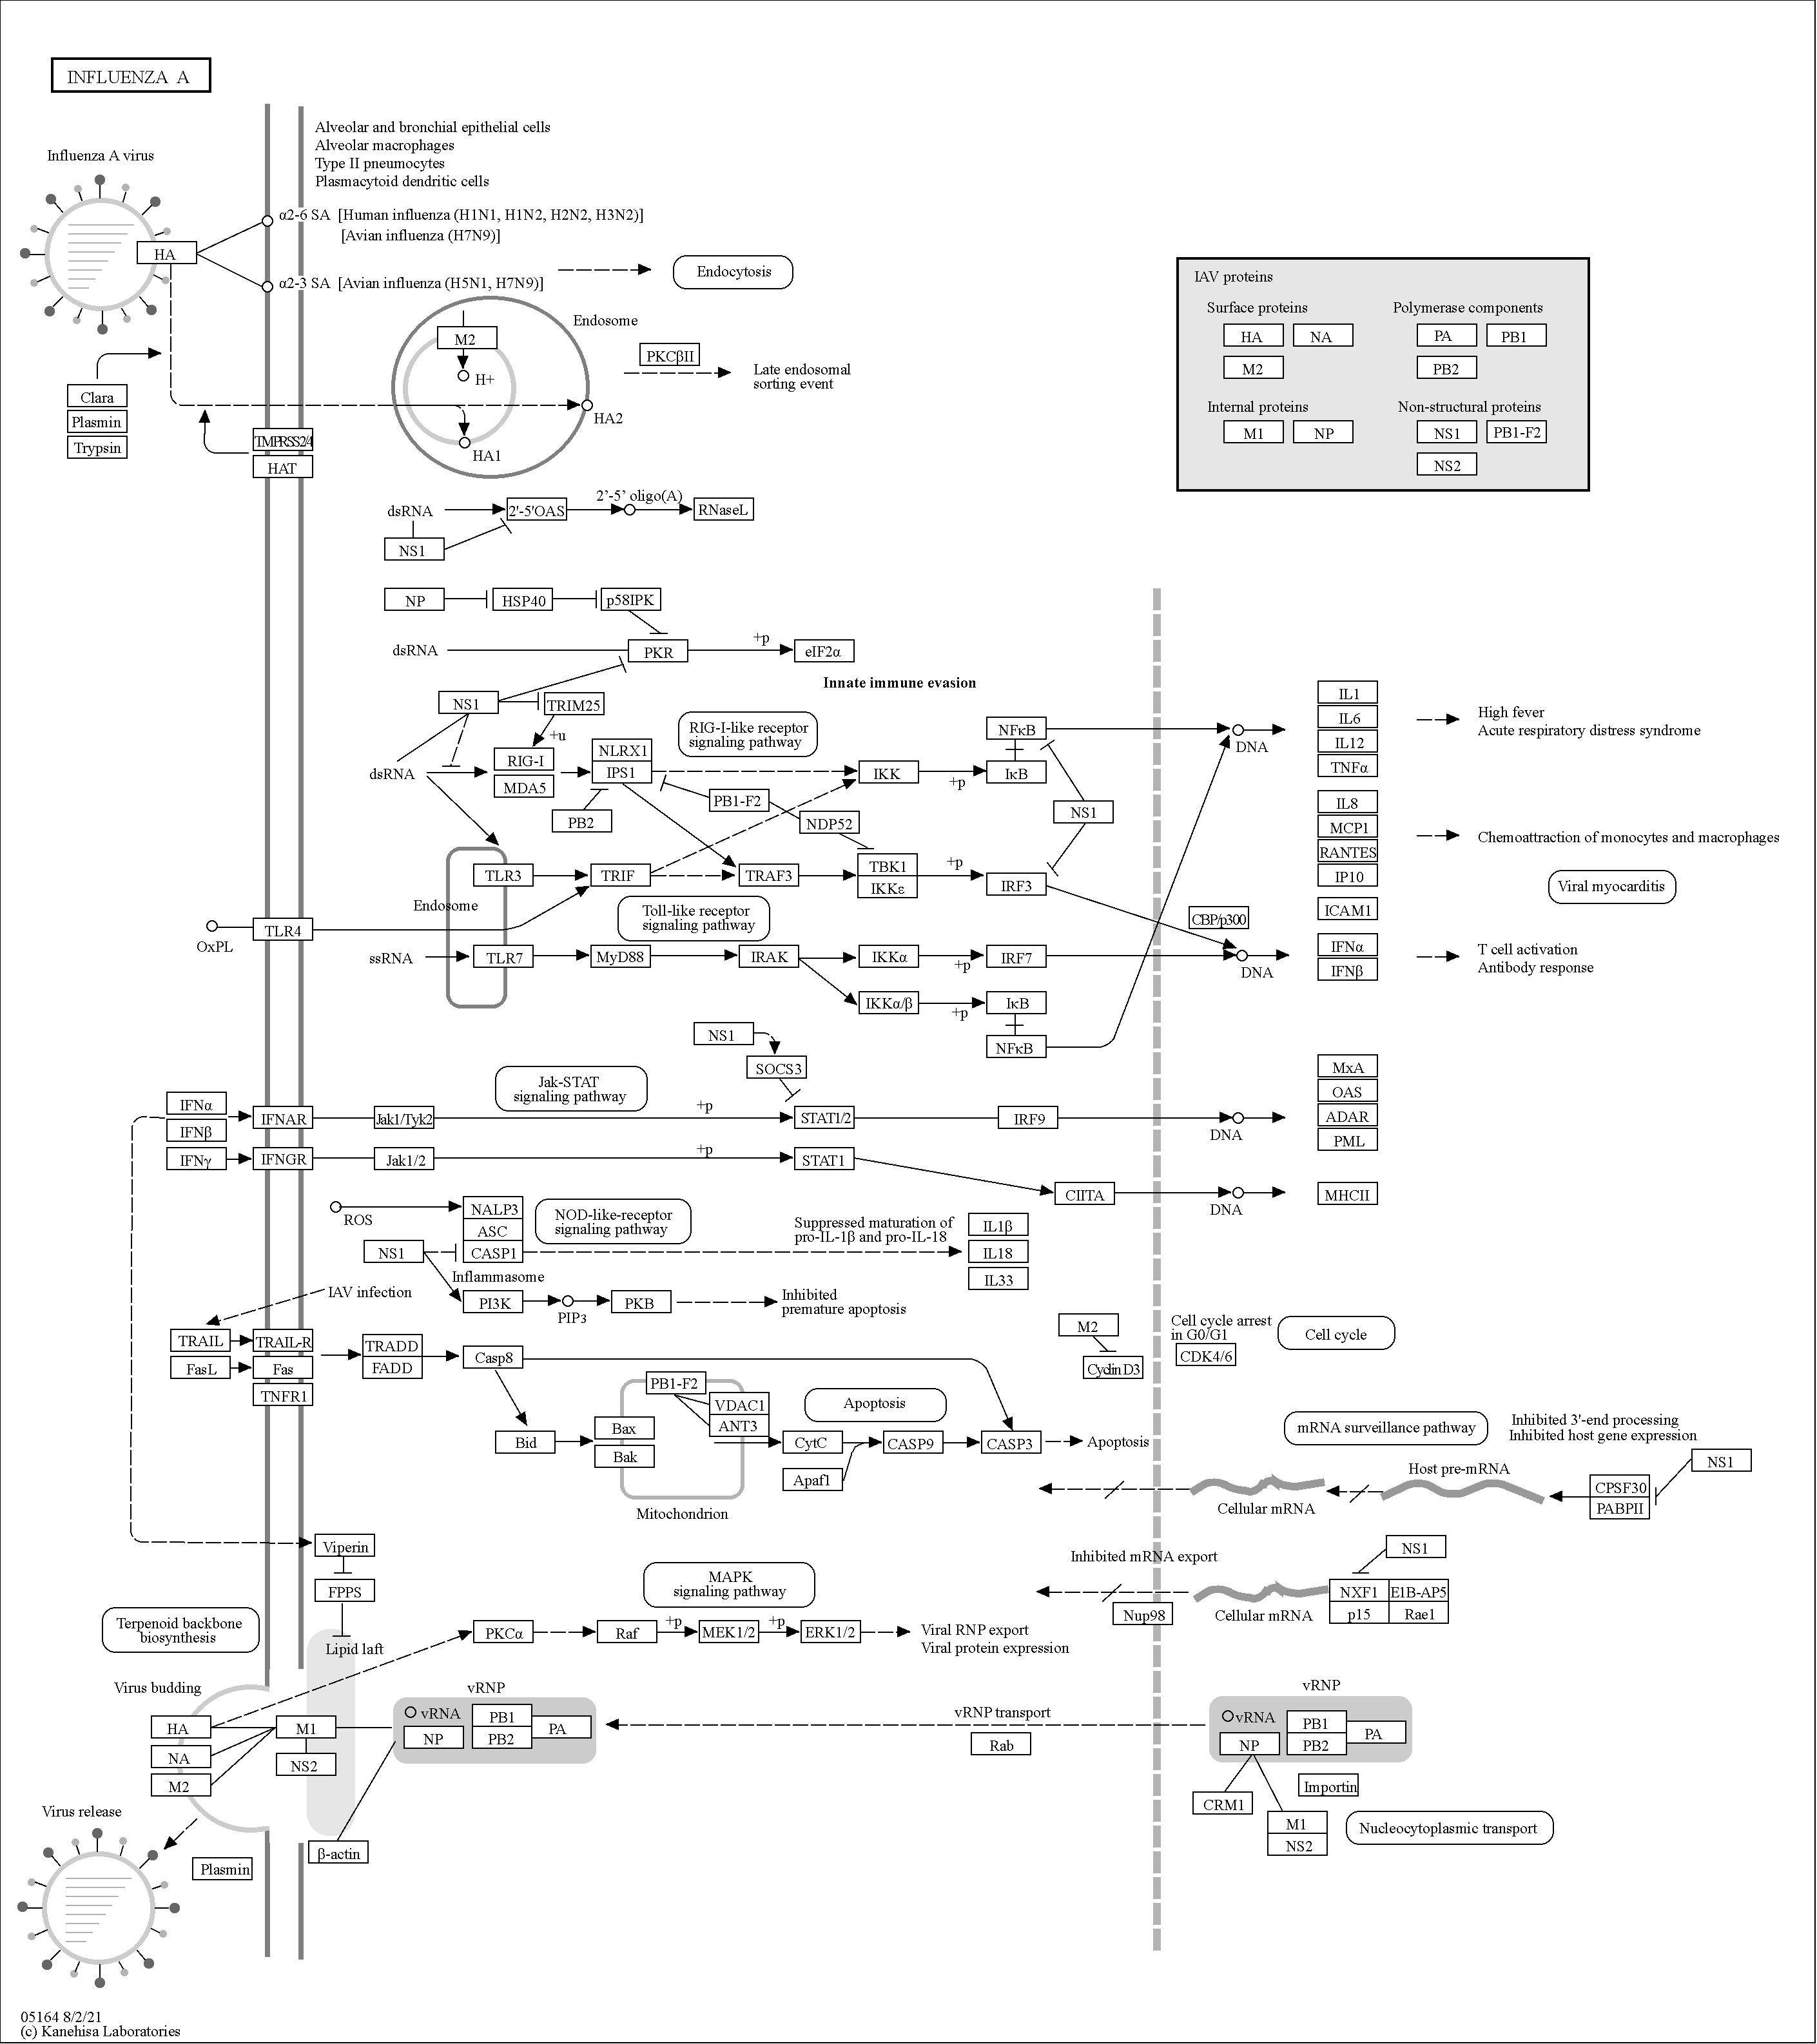 INFLUENZA A
Alveolar and bronchial epithelial cells
Alveolar macrophages
Type II pneumocytes
Plasmacytoid dendritic cells
Influenza A virus
α2-6 SA [Human influenza (H1N1, H1N2, H2N2, H3N2)]
[Avian influenza (H7N9)]
HA
α2-3 SA [Avian influenza (H5N1, H7N9)]
Endocytosis
Endosome
M2
H+
PKCβII
Late endosomal
sorting event
Clara
Plasmin
Trypsin
TMPRSS2/4
HAT
HA2
HA1
IAV proteins
Surface proteins
HA
NA
M2
Polymerase components
PA
PB1
PB2
Internal proteins
M1
NP
Non-structural proteins
NS1
PB1-F2
NS2
dsRNA
2'-5'OAS
2’-5’ oligo(A)
RNaseL
NS1
NP
HSP40
p58IPK
dsRNA
PKR
+p
eIF2α
Innate immune evasion
NS1
TRIM25
+u
RIG-I-like receptor
signaling pathway
dsRNA
RIG-I
MDA5
NLRX1
IPS1
PB2
PB1-F2
NDP52
IKK
+p
NFκB
IκB
NS1
DNA
TLR3
TRIF
TRAF3
TBK1
IKKε
+p
IRF3
Endosome
Toll-like receptor
signaling pathway
OxPL
TLR4
ssRNA
TLR7
MyD88
IRAK
IKKα
+p
IRF7
CBP/p300
DNA
IKKα/β
+p
IκB
NFκB
IL1
IL6
IL12
TNFα
High fever
Acute respiratory distress syndrome
IL8
MCP1
RANTES
IP10
Chemoattraction of monocytes and macrophages
Viral myocarditis
ICAM1
IFNα
IFNβ
T cell activation
Antibody response
NS1
SOCS3
Jak-STAT
signaling pathway
IFNα
IFNβ
IFNAR
Jak1/Tyk2
+p
STAT1/2
IRF9
DNA
MxA
OAS
ADAR
PML
IFNγ
IFNGR
Jak1/2
+p
STAT1
CIITA
DNA
MHCII
ROS
NALP3
ASC
CASP1
NOD-like-receptor
signaling pathway
Suppressed maturation of
pro-IL-1β and pro-IL-18
IL1β
IL18
IL33
NS1
Inflammasome
PI3K
PIP3
PKB
Inhibited
premature apoptosis
IAV infection
TRAIL
TRAIL-R
FasL
Fas
TNFR1
TRADD
FADD
Casp8
M2
Cyclin D3
Cell cycle arrest
in G0/G1
CDK4/6
Cell cycle
PB1-F2
VDAC1
ANT3
Apoptosis
Bid
Bax
Bak
CytC
Apaf1
CASP9
CASP3
Apoptosis
Mitochondrion
mRNA surveillance pathway
Inhibited 3'-end processing
Inhibited host gene expression
NS1
Host pre-mRNA
CPSF30
PABPII
Cellular mRNA
Viperin
FPPS
Lipid laft
Terpenoid backbone
biosynthesis
MAPK
signaling pathway
Inhibited mRNA export
NS1
NXF1
E1B-AP5
p15
Rae1
Cellular mRNA
Nup98
PKCα
Raf
+p
MEK1/2
+p
ERK1/2
Viral RNP export
Viral protein expression
Virus budding
HA
NA
M2
M1
NS2
vRNP
vRNA
NP
PB1
PB2
PA
vRNP transport
Rab
vRNP
vRNA
NP
PB1
PB2
PA
CRM1
Importin
M1
NS2
Nucleocytoplasmic transport
Virus release
Plasmin
β-actin
05164 8/2/21
(c) Kanehisa Laboratories